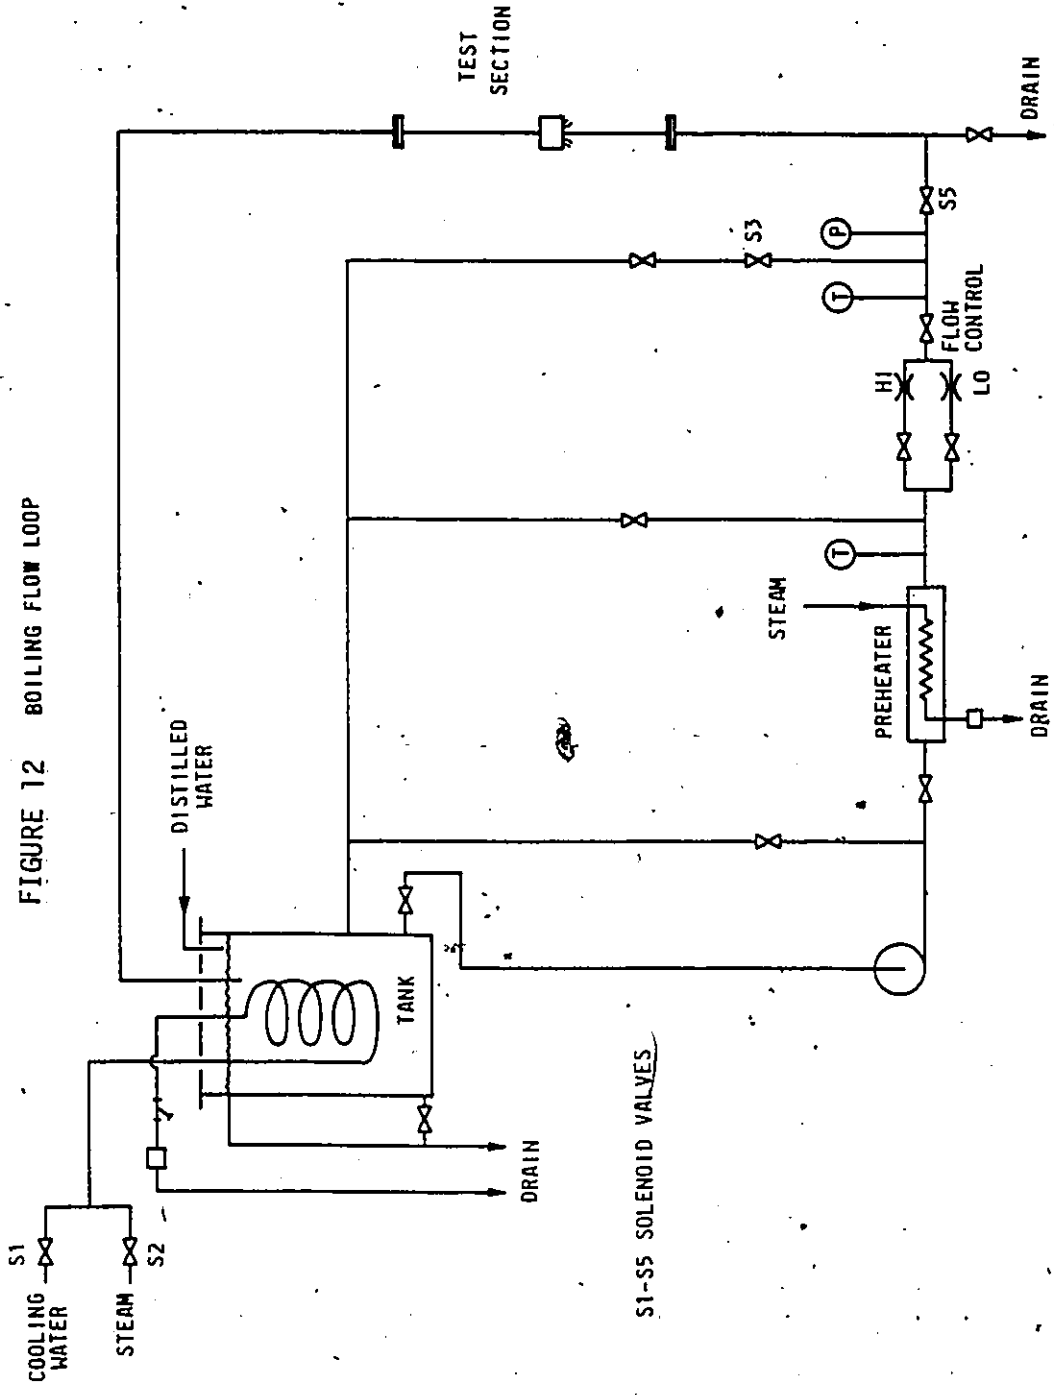 FIGURE 12 BOILING FLOW LOOP
COOLING
WATER
S1
STEAM
S2
DISTILLED
WATER
TANK
DRAIN
TEST
SECTION
STEAM
PREHEATER
DRAIN
T
HI
LO
FLOW
CONTROL
T
P
S3
S5
DRAIN
S1-S5 SOLENOID VALVES